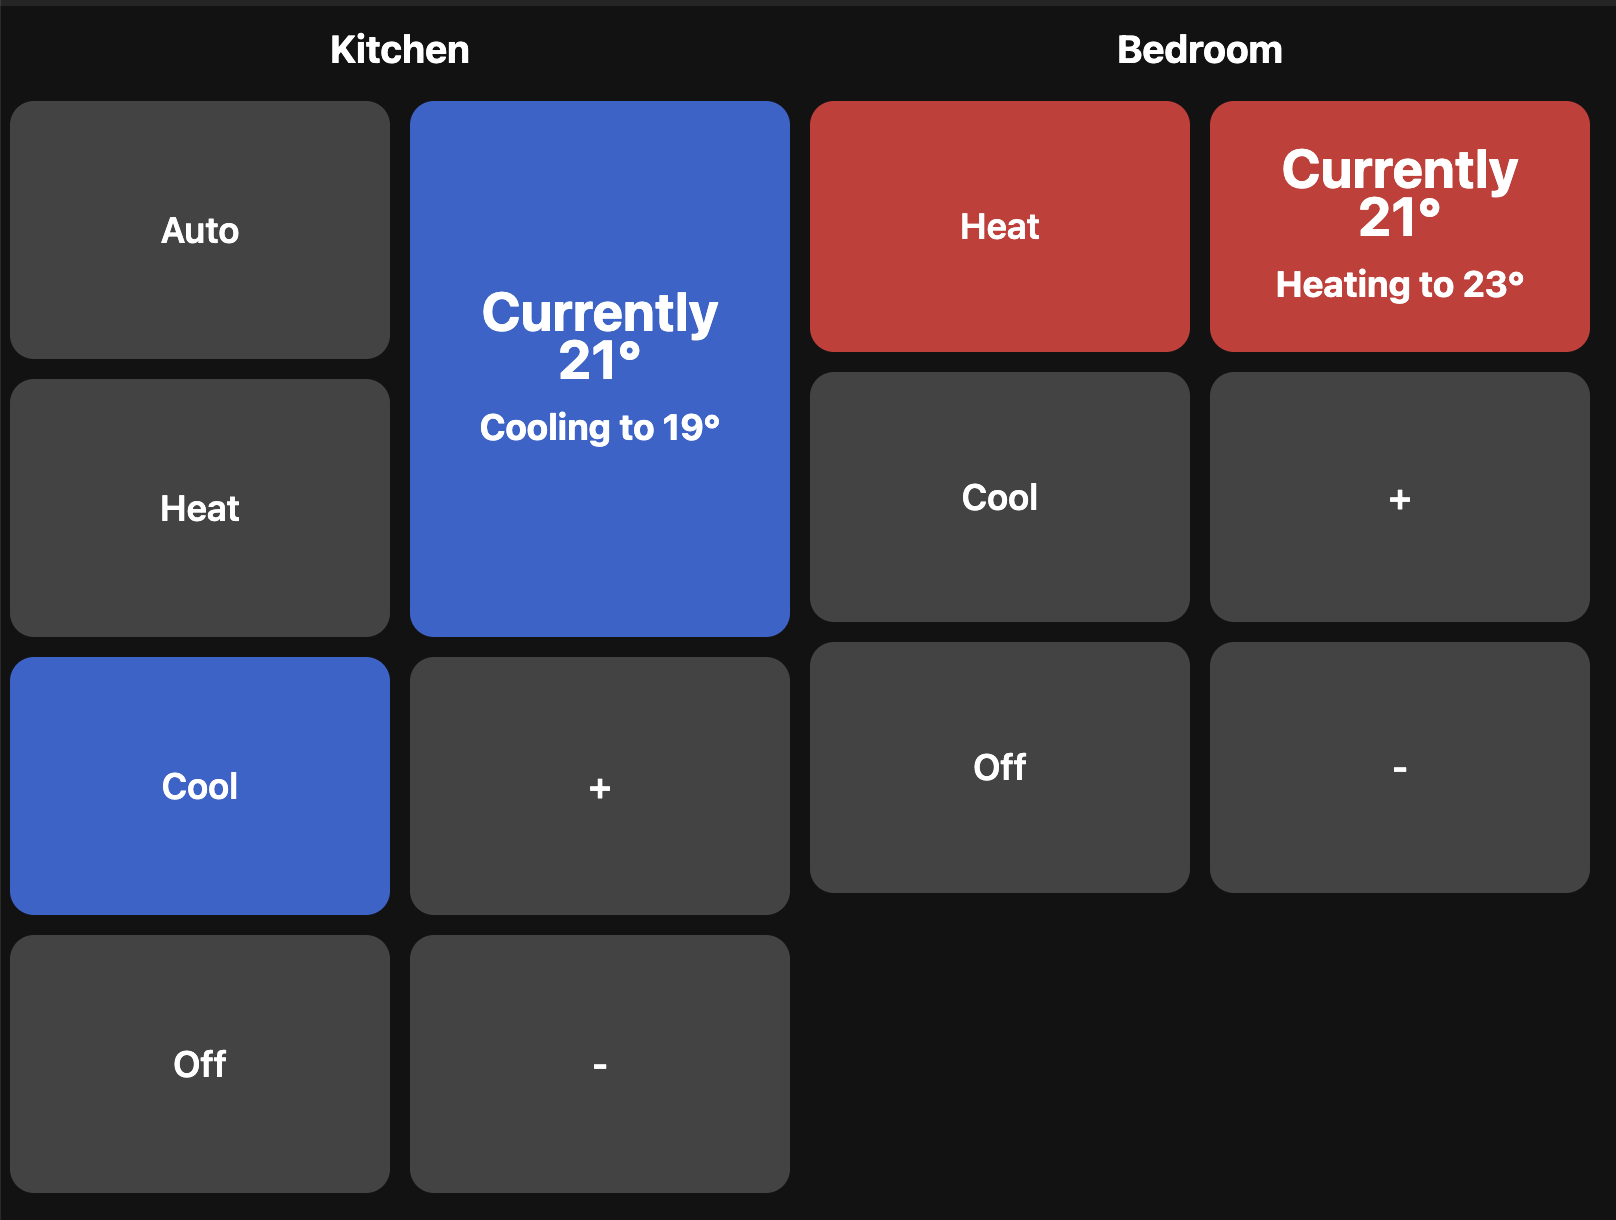 Kitchen
Auto
Currently
21°
Cooling to 19°
Heat
Cool
+
Off
-
Bedroom
Heat
Currently
21°
Heating to 23°
Cool
+
Off
-